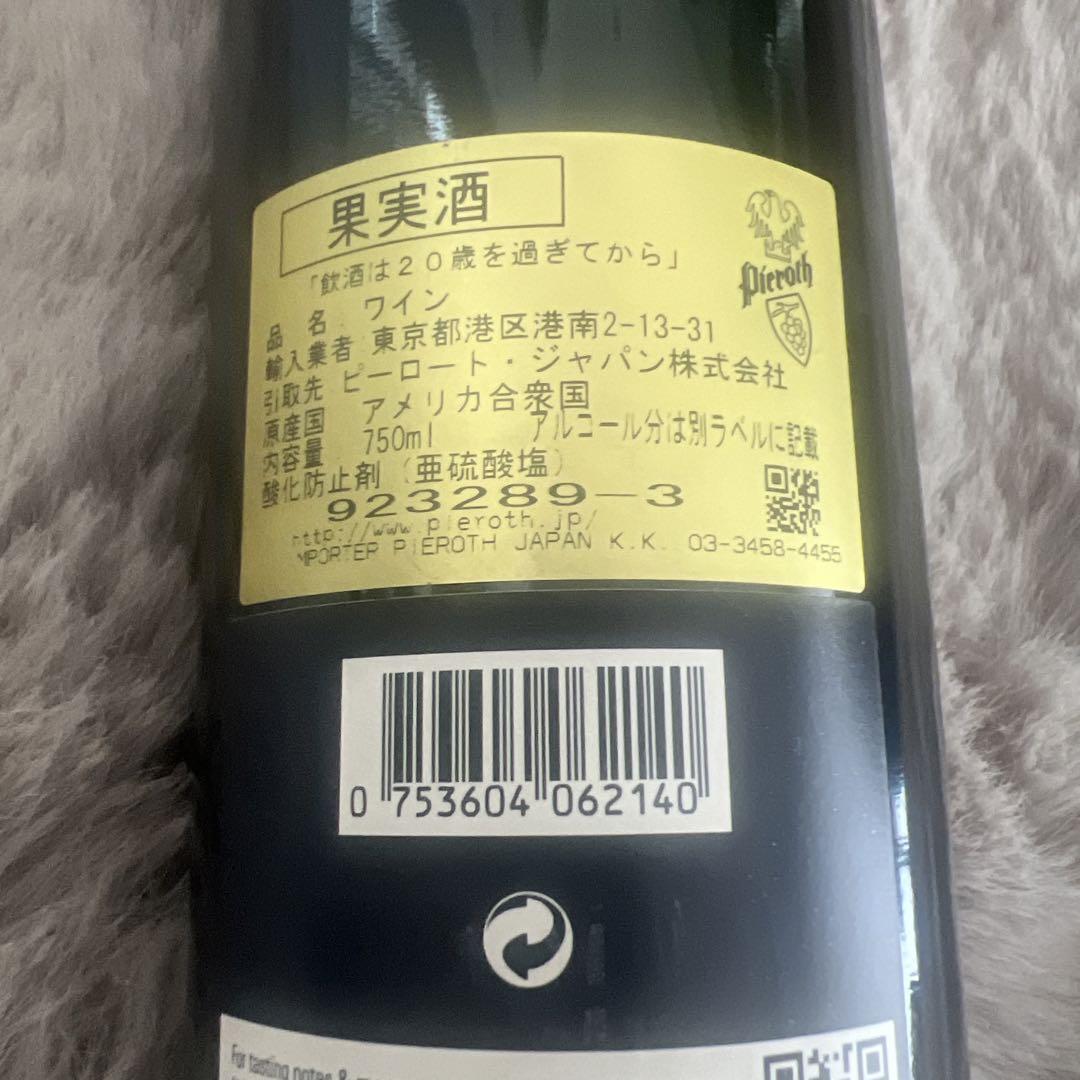 果実酒
「飲酒は20歳を過ぎてから」
Pieroth
品 名 ワイン
輸入業者 東京都港区港南2-13-31
引取先 ピーロート・ジャパン株式会社
原産国 アメリカ合衆国
内容量 750ml アルコール分は別ラベルに記載
酸化防止剤 (亜硫酸塩)
923289-3
http://www.pieroth.jp/
IMPORTER PIEROTH JAPAN K.K. 03-3458-4455
0 753604 062140
For tasting notes &